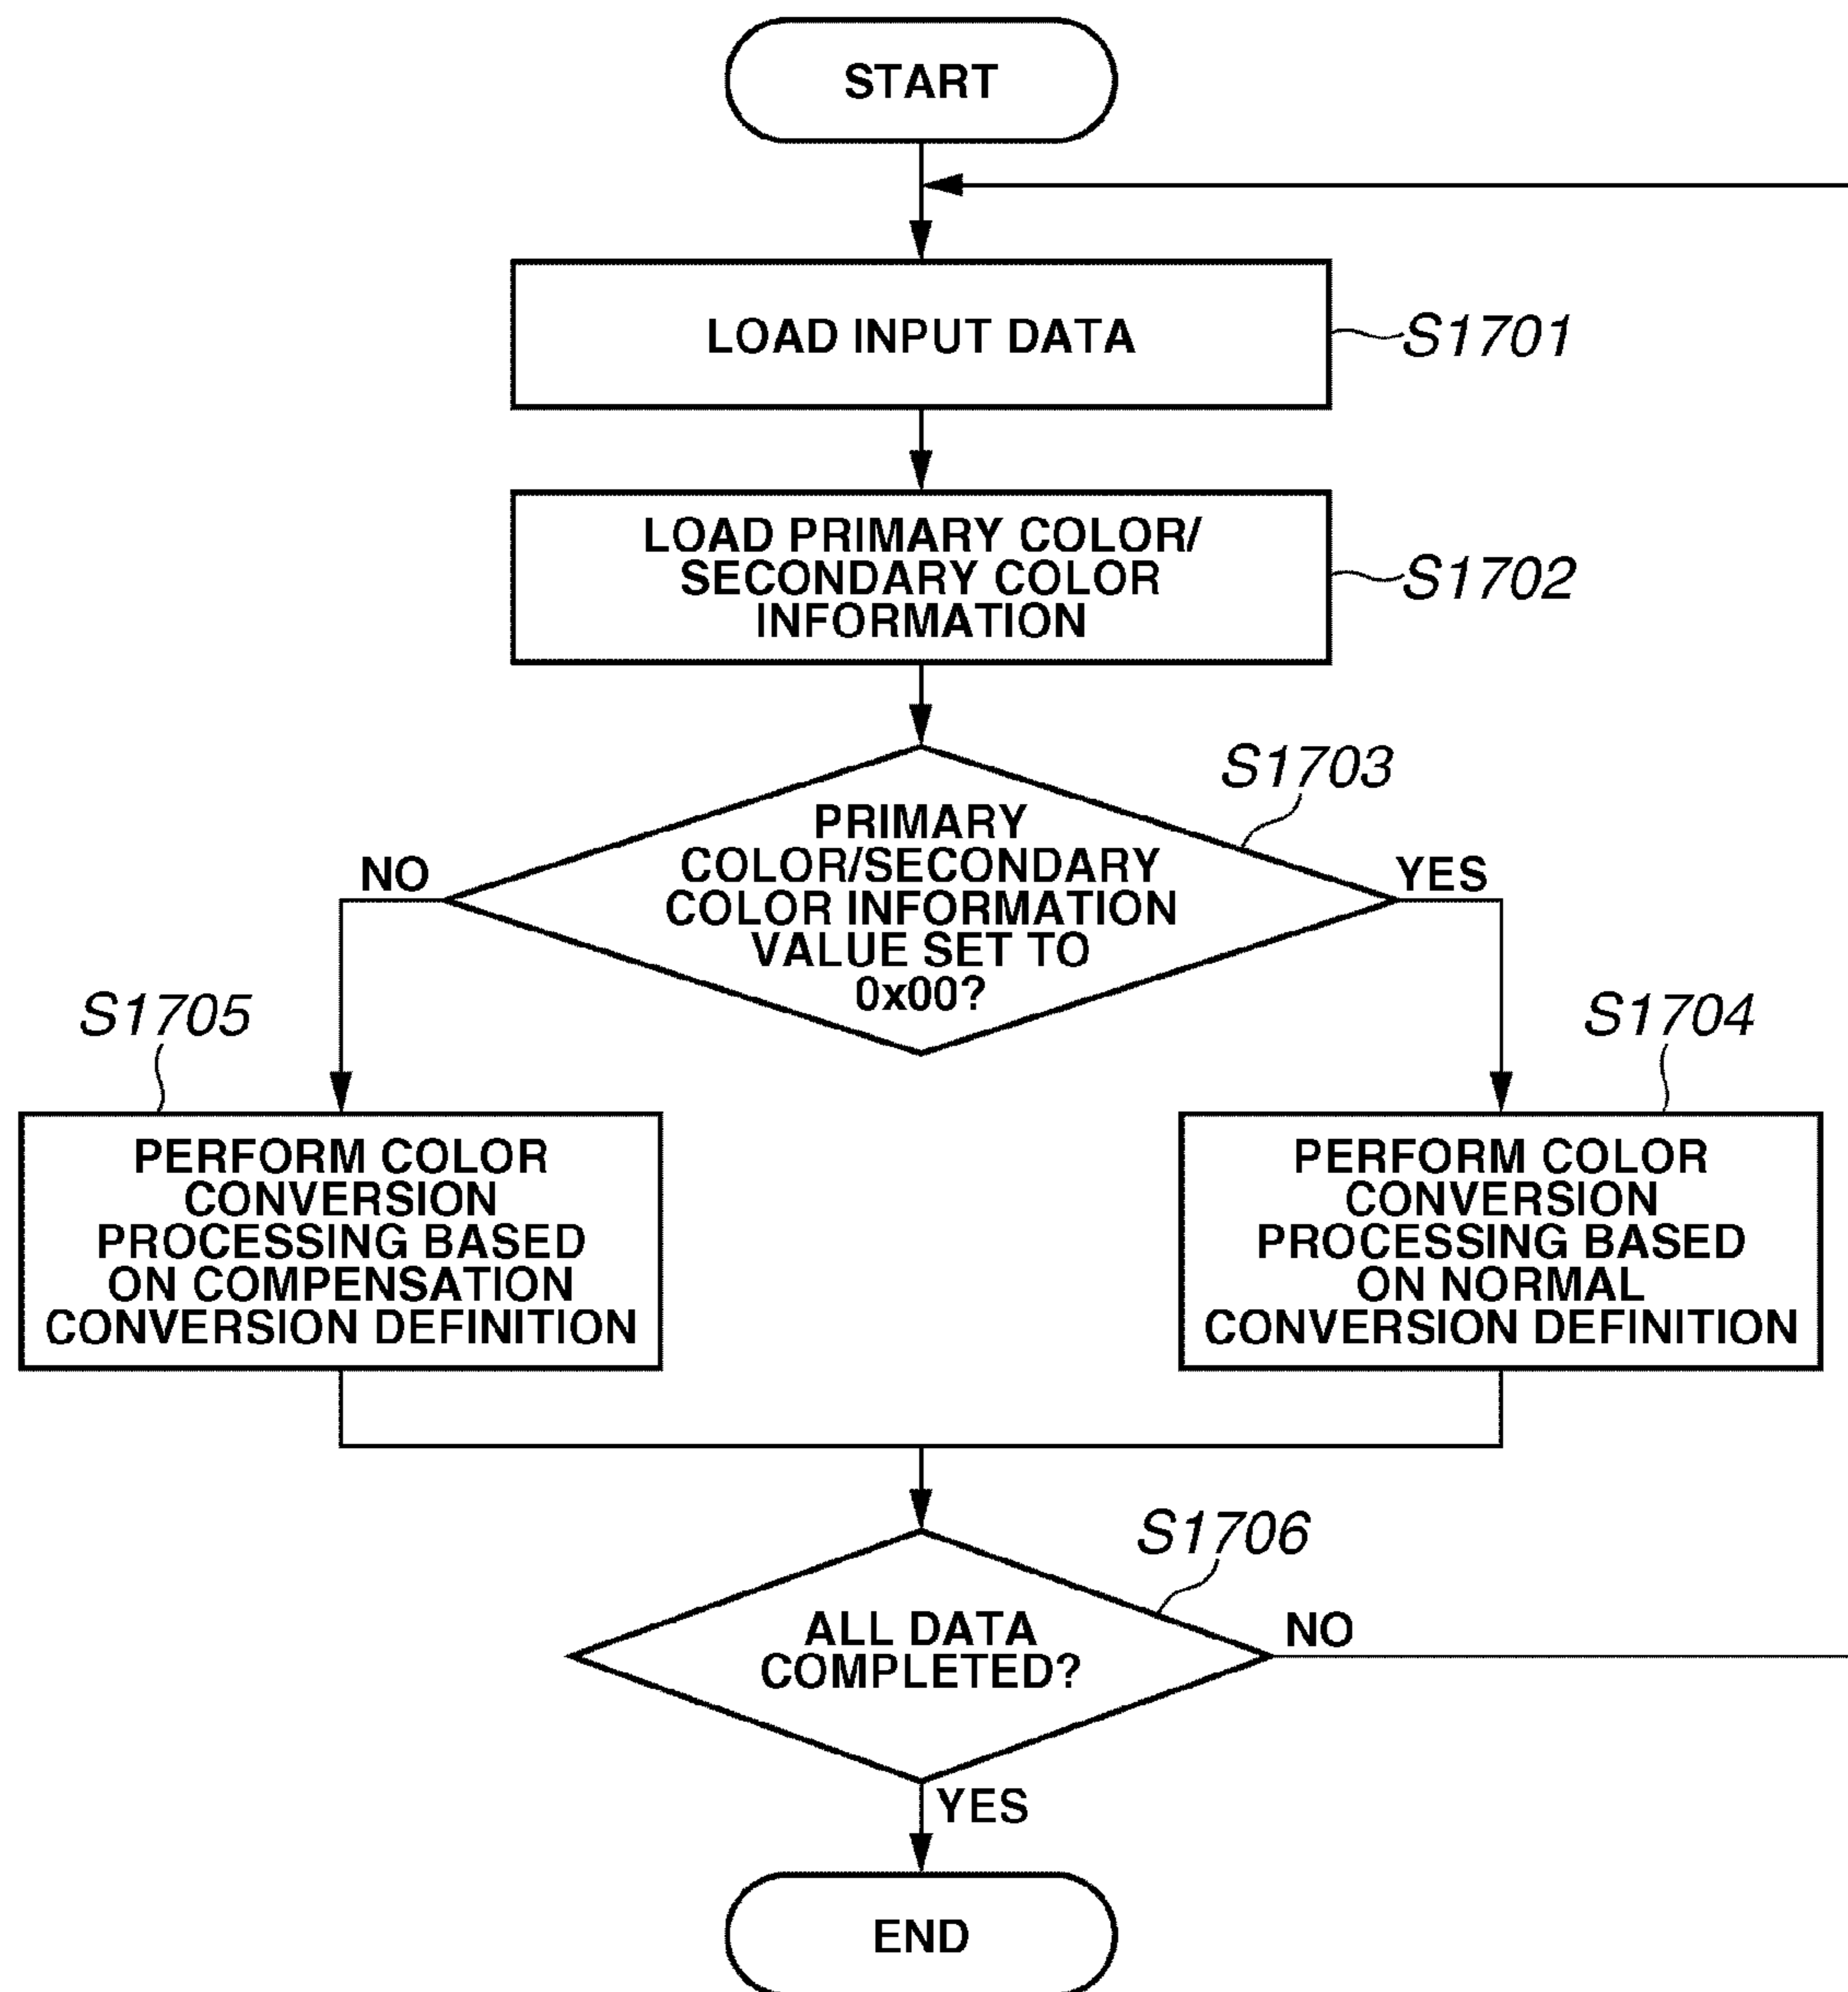 START
LOAD INPUT DATA
S1701
LOAD PRIMARY COLOR/
SECONDARY COLOR
INFORMATION
S1702
S1703
PRIMARY
COLOR/SECONDARY
COLOR INFORMATION
VALUE SET TO
0x00?
NO
YES
S1705
S1704
PERFORM COLOR
CONVERSION
PROCESSING BASED
ON COMPENSATION
CONVERSION DEFINITION
PERFORM COLOR
CONVERSION
PROCESSING BASED
ON NORMAL
CONVERSION DEFINITION
S1706
ALL DATA
COMPLETED?
NO
YES
END